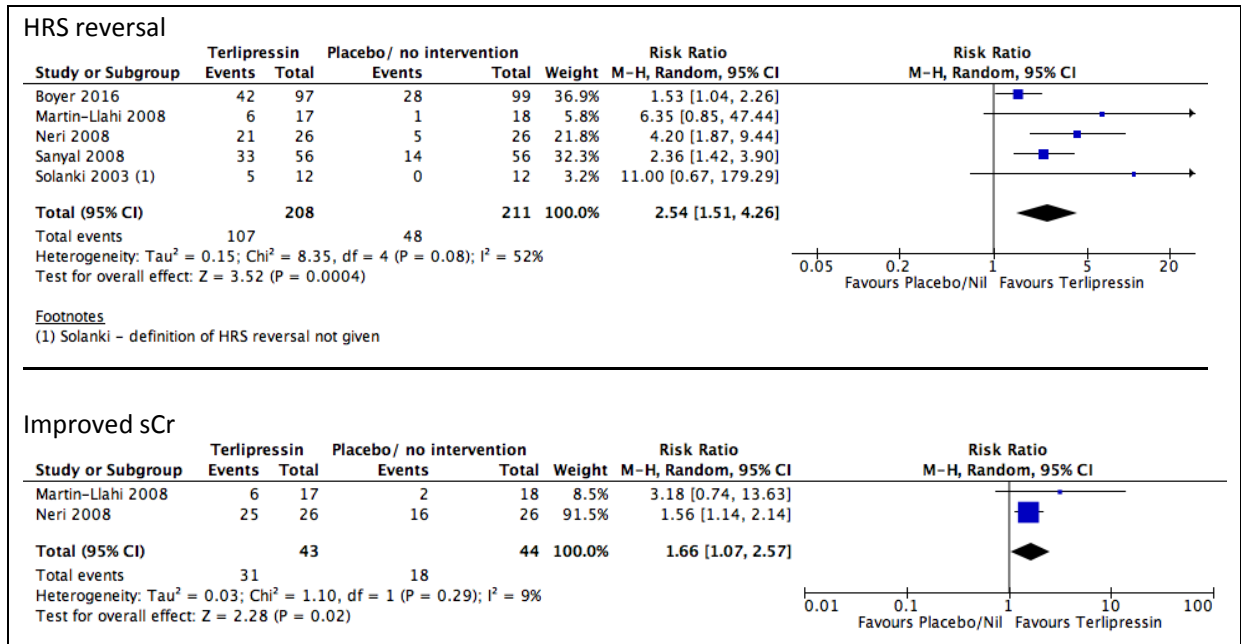 HRS reversal
Terlipressin Placebo/ no intervention Risk Ratio Risk Ratio
Study or Subgroup Events Total Events Total Weight M-H, Random, 95% CI M-H, Random, 95% CI
Boyer 2016 42 97 28 99 36.9% 1.53 [1.04, 2.26]
Martin-Llahi 2008 6 17 1 18 5.8% 6.35 [0.85, 47.44]
Neri 2008 21 26 5 26 21.8% 4.20 [1.87, 9.44]
Sanyal 2008 33 56 14 56 32.3% 2.36 [1.42, 3.90]
Solanki 2003 (1) 5 12 0 12 3.2% 11.00 [0.67, 179.29]
Total (95% CI) 208 211 100.0% 2.54 [1.51, 4.26]
Total events 107 48
Heterogeneity: Tau² = 0.15; Chi² = 8.35, df = 4 (P = 0.08); I² = 52%
Test for overall effect: Z = 3.52 (P = 0.0004)
0.05 0.2 1 5 20
Favours Placebo/Nil Favours Terlipressin
Footnotes
(1) Solanki – definition of HRS reversal not given
Improved sCr
Terlipressin Placebo/ no intervention Risk Ratio Risk Ratio
Study or Subgroup Events Total Events Total Weight M-H, Random, 95% CI M-H, Random, 95% CI
Martin-Llahi 2008 6 17 2 18 8.5% 3.18 [0.74, 13.63]
Neri 2008 25 26 16 26 91.5% 1.56 [1.14, 2.14]
Total (95% CI) 43 44 100.0% 1.66 [1.07, 2.57]
Total events 31 18
Heterogeneity: Tau² = 0.03; Chi² = 1.10, df = 1 (P = 0.29); I² = 9%
Test for overall effect: Z = 2.28 (P = 0.02)
0.01 0.1 1 10 100
Favours Placebo/Nil Favours Terlipressin